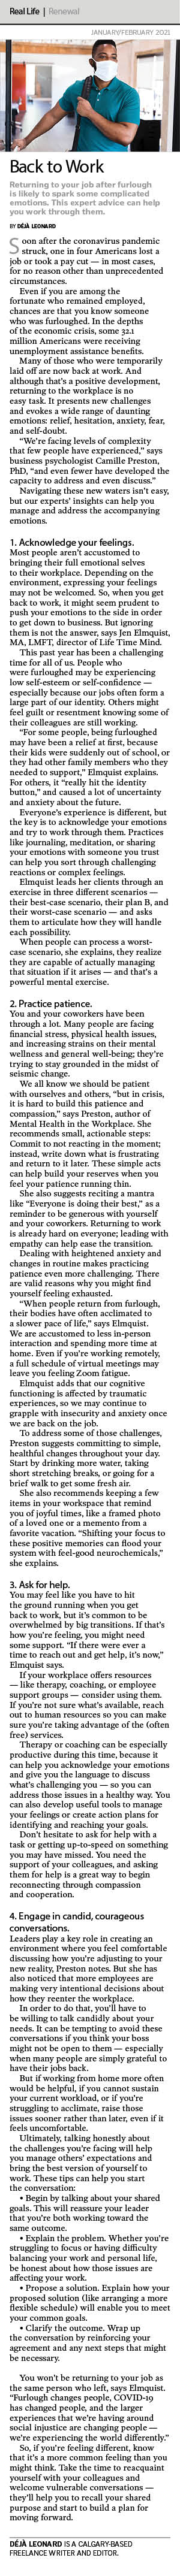 Real Life | Renewal
JANUARY/FEBRUARY 2021
Back to Work
Returning to your job after furlough
is likely to spark some complicated
emotions. This expert advice can help
you work through them.
BY DÉJÀ LEONARD
Soon after the coronavirus pandemic
struck, one in four Americans lost a
job or took a pay cut — in most cases,
for no reason other than unprecedented
circumstances.
Even if you are among the
fortunate who remained employed,
chances are that you know someone
who was furloughed. In the depths
of the economic crisis, some 32.1
million Americans were receiving
unemployment assistance benefits.
Many of those who were temporarily
laid off are now back at work. And
although that's a positive development,
returning to the workplace is no
easy task. It presents new challenges
and evokes a wide range of daunting
emotions: relief, hesitation, anxiety, fear,
and self-doubt.
"We're facing levels of complexity
that few people have experienced," says
business psychologist Camille Preston,
PhD, "and even fewer have developed the
capacity to address and even discuss."
Navigating these new waters isn't easy,
but our experts' insights can help you
manage and address the accompanying
emotions.
1. Acknowledge your feelings.
Most people aren't accustomed to
bringing their full emotional selves
to their workplace. Depending on the
environment, expressing your feelings
may not be welcomed. So, when you get
back to work, it might seem prudent to
push your emotions to the side in order
to get down to business. But ignoring
them is not the answer, says Jen Elmquist,
MA, LMFT, director of Life Time Mind.
This past year has been a challenging
time for all of us. People who
were furloughed may be experiencing
low self-esteem or self-confidence —
especially because our jobs often form a
large part of our identity. Others might
feel guilt or resentment knowing some of
their colleagues are still working.
"For some people, being furloughed
may have been a relief at first, because
their kids were suddenly out of school, or
they had other family members who they
needed to support," Elmquist explains.
For others, it "really hit the identity
button," and caused a lot of uncertainty
and anxiety about the future.
Everyone's experience is different, but
the key is to acknowledge your emotions
and try to work through them. Practices
like journaling, meditation, or sharing
your emotions with someone you trust
can help you sort through challenging
reactions or complex feelings.
Elmquist leads her clients through an
exercise in three different scenarios —
their best-case scenario, their plan B, and
their worst-case scenario — and asks
them to articulate how they will handle
each possibility.
When people can process a worst-
case scenario, she explains, they realize
they are capable of actually managing
that situation if it arises — and that's a
powerful mental exercise.
2. Practice patience.
You and your coworkers have been
through a lot. Many people are facing
financial stress, physical health issues,
and increasing strains on their mental
wellness and general well-being; they're
trying to stay grounded in the midst of
seismic change.
We all know we should be patient
with ourselves and others, "but in crisis,
it is hard to build this patience and
compassion," says Preston, author of
Mental Health in the Workplace. She
recommends small, actionable steps:
Commit to not reacting in the moment;
instead, write down what is frustrating
and return to it later. These simple acts
can help build your reserves when you
feel your patience running thin.
She also suggests reciting a mantra
like "Everyone is doing their best," as a
reminder to be generous with yourself
and your coworkers. Returning to work
is already hard on everyone; leading with
empathy can help ease the transition.
Dealing with heightened anxiety and
changes in routine makes practicing
patience even more challenging. There
are valid reasons why you might find
yourself feeling exhausted.
"When people return from furlough,
their bodies have often acclimated to
a slower pace of life," says Elmquist.
We are accustomed to less in-person
interaction and spending more time at
home. Even if you're working remotely,
a full schedule of virtual meetings may
leave you feeling Zoom fatigue.
Elmquist adds that our cognitive
functioning is affected by traumatic
experiences, so we may continue to
grapple with insecurity and anxiety once
we are back on the job.
To address some of those challenges,
Preston suggests committing to simple,
healthful changes throughout your day.
Start by drinking more water, taking
short stretching breaks, or going for a
brief walk to get some fresh air.
She also recommends keeping a few
items in your workspace that remind
you of joyful times, like a framed photo
of a loved one or a memento from a
favorite vacation. "Shifting your focus to
these positive memories can flood your
system with feel-good neurochemicals,"
she explains.
3. Ask for help.
You may feel like you have to hit
the ground running when you get
back to work, but it's common to be
overwhelmed by big transitions. If that's
how you're feeling, you might need
some support. "If there were ever a
time to reach out and get help, it's now,"
Elmquist says.
If your workplace offers resources
— like therapy, coaching, or employee
support groups — consider using them.
If you're not sure what's available, reach
out to human resources so you can make
sure you're taking advantage of the (often
free) services.
Therapy or coaching can be especially
productive during this time, because it
can help you acknowledge your emotions
and give you the language to discuss
what's challenging you — so you can
address those issues in a healthy way. You
can also develop useful tools to manage
your feelings or create action plans for
identifying and reaching your goals.
Don't hesitate to ask for help with a
task or getting up-to-speed on something
you may have missed. You need the
support of your colleagues, and asking
them for help is a great way to begin
reconnecting through compassion
and cooperation.
4. Engage in candid, courageous
conversations.
Leaders play a key role in creating an
environment where you feel comfortable
discussing how you're adjusting to your
new reality, Preston notes. But she has
also noticed that more employees are
making very intentional decisions about
how they reenter the workplace.
In order to do that, you'll have to
be willing to talk candidly about your
needs. It can be tempting to avoid these
conversations if you think your boss
might not be open to them — especially
when many people are simply grateful to
have their jobs back.
But if working from home more often
would be helpful, if you cannot sustain
your current workload, or if you're
struggling to acclimate, raise those
issues sooner rather than later, even if it
feels uncomfortable.
Ultimately, talking honestly about
the challenges you're facing will help
you manage others' expectations and
bring the best version of yourself to
work. These tips can help you start
the conversation:
• Begin by talking about your shared
goals. This will reassure your leader
that you're both working toward the
same outcome.
• Explain the problem. Whether you're
struggling to focus or having difficulty
balancing your work and personal life,
be honest about how those issues are
affecting your work.
• Propose a solution. Explain how your
proposed solution (like arranging a more
flexible schedule) will enable you to meet
your common goals.
• Clarify the outcome. Wrap up
the conversation by reinforcing your
agreement and any next steps that might
be necessary.
You won't be returning to your job as
the same person who left, says Elmquist.
"Furlough changes people, COVID-19
has changed people, and the larger
experiences that we're having around
social injustice are changing people —
we're experiencing the world differently."
So, if you're feeling different, know
that it's a more common feeling than you
might think. Take the time to reacquaint
yourself with your colleagues and
welcome vulnerable conversations —
they'll help you to recall your shared
purpose and start to build a plan for
moving forward.
DÉJÀ LEONARD IS A CALGARY-BASED
FREELANCE WRITER AND EDITOR.